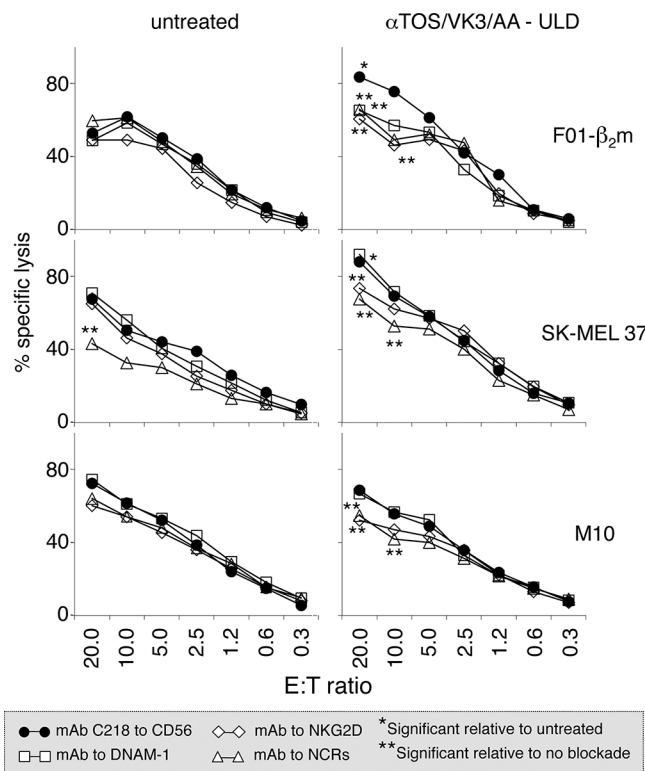 untreated
αTOS/VK3/AA - ULD
80
40
0
*
**
**
**
**
F01-β₂m
% specific lysis
80
40
0
**
*
**
**
**
SK-MEL 37
80
40
0
**
**
**
M10
20.0 10.0 5.0 2.5 1.2 0.6 0.3
20.0 10.0 5.0 2.5 1.2 0.6 0.3
E:T ratio
mAb C218 to CD56
mAb to NKG2D
*Significant relative to untreated
mAb to DNAM-1
mAb to NCRs
**Significant relative to no blockade